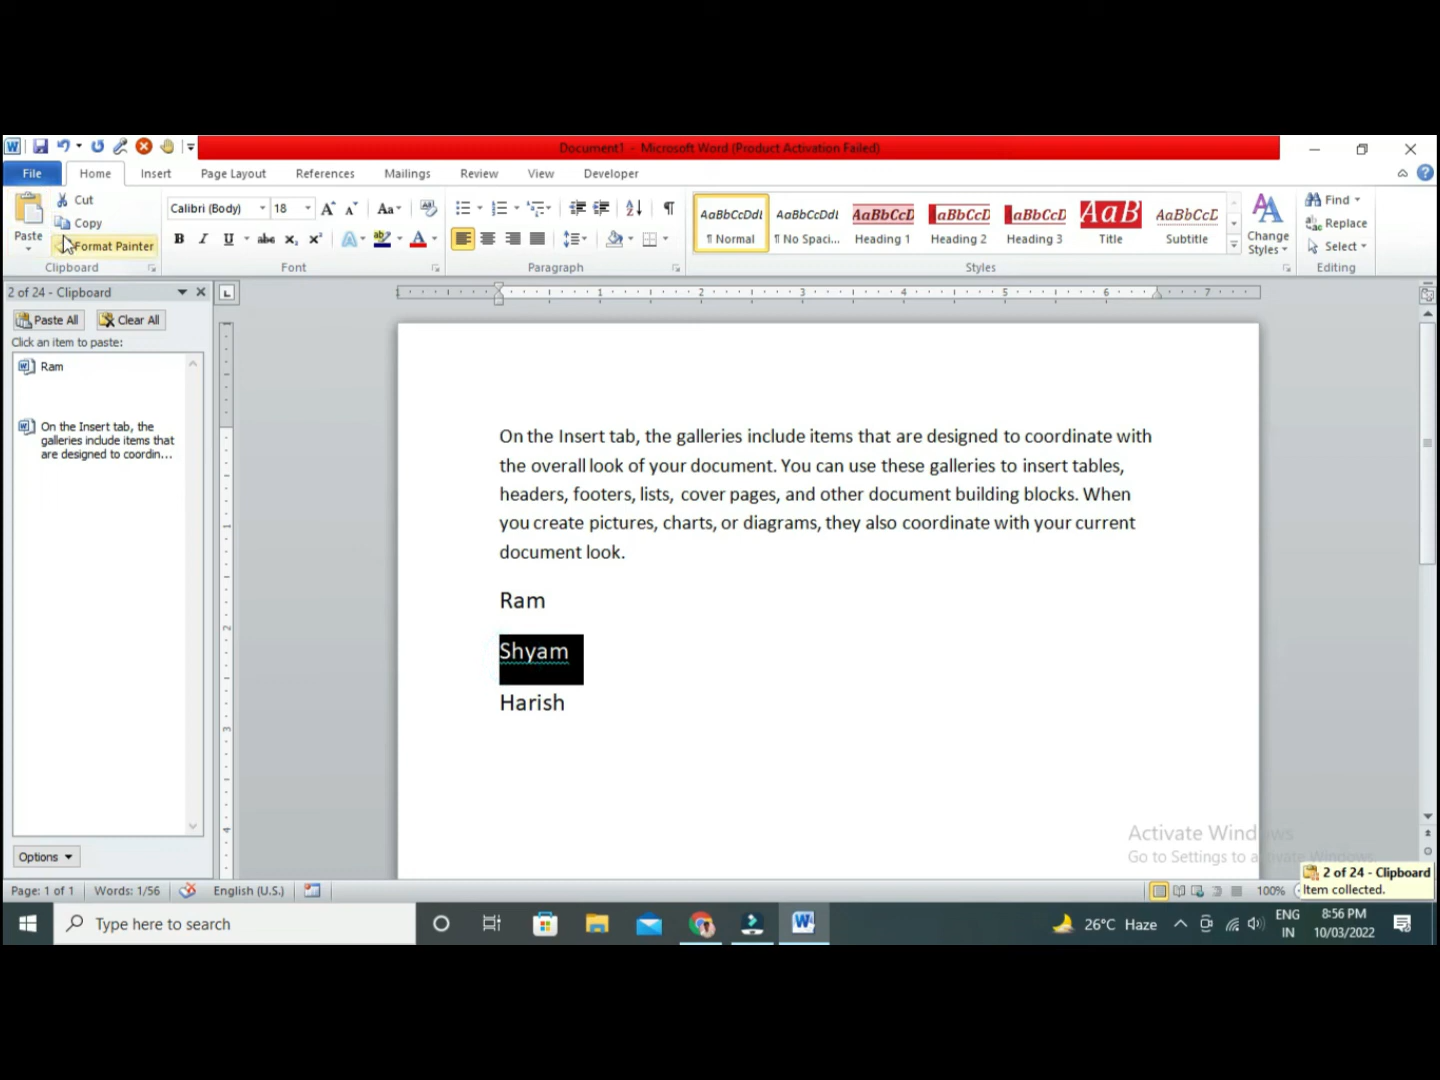 Document1 - Microsoft Word (Product Activation Failed)
File Home Insert Page Layout References Mailings Review View Developer
Paste
Cut
Copy
Format Painter
Clipboard
Calibri (Body) 18
Font
Paragraph
AaBbCcDdI AaBbCcDdI AaBbCcD AaBbCcD AaBbCcD AaB AaBbCcD
¶ Normal ¶ No Spaci... Heading 1 Heading 2 Heading 3 Title Subtitle
Change Styles
Styles
Find
Replace
Select
Editing
2 of 24 - Clipboard
Paste All Clear All
Click an item to paste:
Ram
On the Insert tab, the
galleries include items that
are designed to coordin...
Options
1 2 3 4 5 6 7
On the Insert tab, the galleries include items that are designed to coordinate with
the overall look of your document. You can use these galleries to insert tables,
headers, footers, lists, cover pages, and other document building blocks. When
you create pictures, charts, or diagrams, they also coordinate with your current
document look.
Ram
Shyam
Harish
Activate Windows
Go to Settings to activate Windows.
2 of 24 - Clipboard
Item collected.
Page: 1 of 1 Words: 1/56 English (U.S.) 100%
Type here to search
26°C Haze
ENG
IN
8:56 PM
10/03/2022